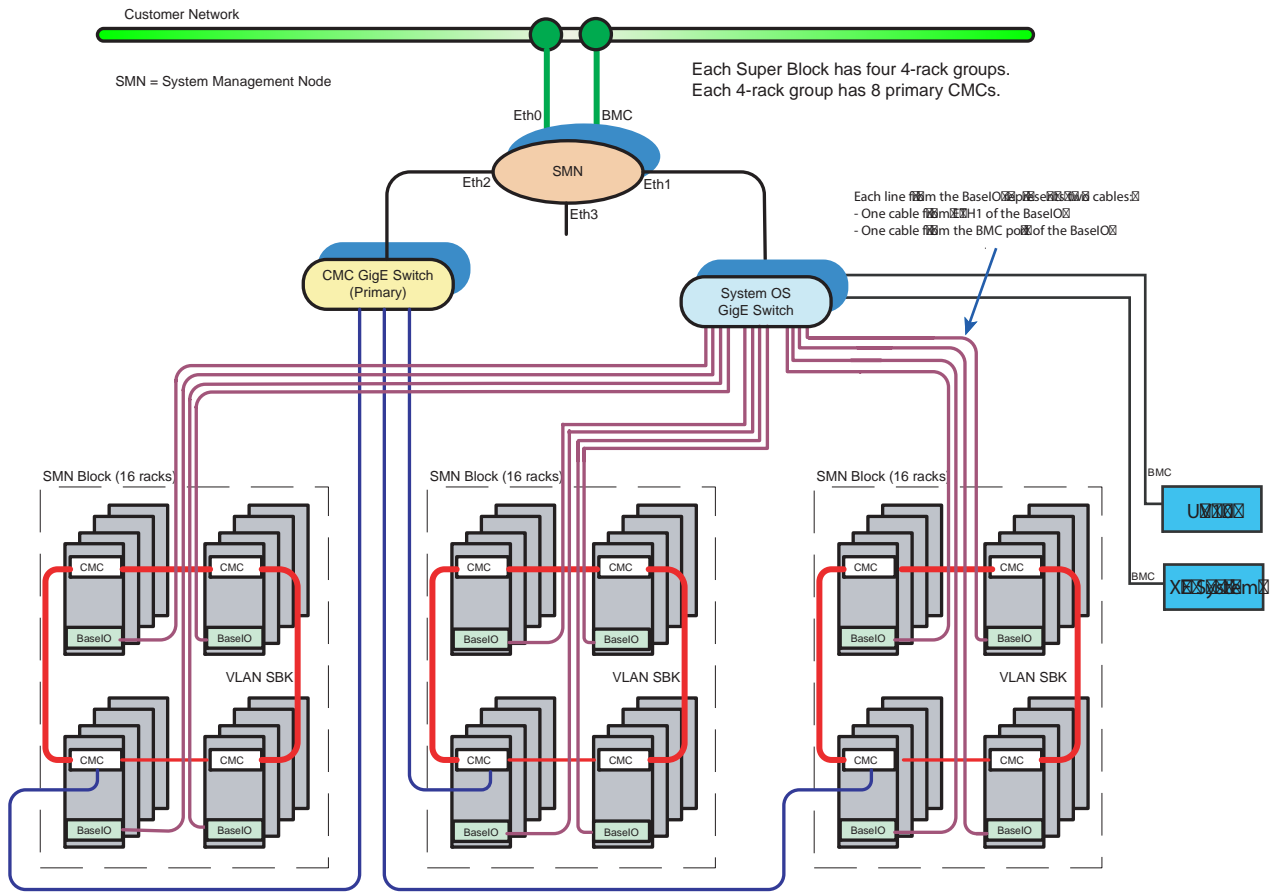 Customer Network
SMN = System Management Node
Each Super Block has four 4-rack groups.
Each 4-rack group has 8 primary CMCs.
Eth0
BMC
SMN
Eth2
Eth1
Eth3
Each line the BaseIO cables:
- One cable of the BaseIO
- One cable the BMC of the BaseIO
CMC GigE Switch
(Primary)
System OS
GigE Switch
SMN Block (16 racks)
CMC
CMC
BaseIO
BaseIO
VLAN SBK
CMC
CMC
BaseIO
BaseIO
SMN Block (16 racks)
CMC
CMC
BaseIO
BaseIO
VLAN SBK
CMC
CMC
BaseIO
BaseIO
SMN Block (16 racks)
CMC
CMC
BaseIO
BaseIO
VLAN SBK
CMC
CMC
BaseIO
BaseIO
BMC
BMC